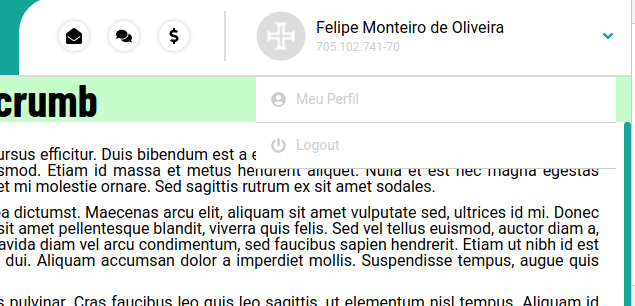 $
Felipe Monteiro de Oliveira
705.102.741-70
crumb
Meu Perfil
Logout
ursus efficitur. Duis bibendum est a e
smod. Etiam id massa et metus hendrerit aliquet. Nulla et est nec magna egestas
et mi molestie ornare. Sed sagittis rutrum ex sit amet sodales.
ea dictumst. Maecenas arcu elit, aliquam sit amet vulputate sed, ultrices id mi. Donec
sit amet pellentesque blandit, viverra quis felis. Sed vel tellus euismod, auctor diam a,
avida diam vel arcu condimentum, sed faucibus sapien hendrerit. Etiam ut nibh id est
dui. Aliquam accumsan dolor a imperdiet mollis. Suspendisse tempus, augue quis
s pulvinar. Cras faucibus leo quis leo sagittis, ut elementum nisl tempus. Aliquam id